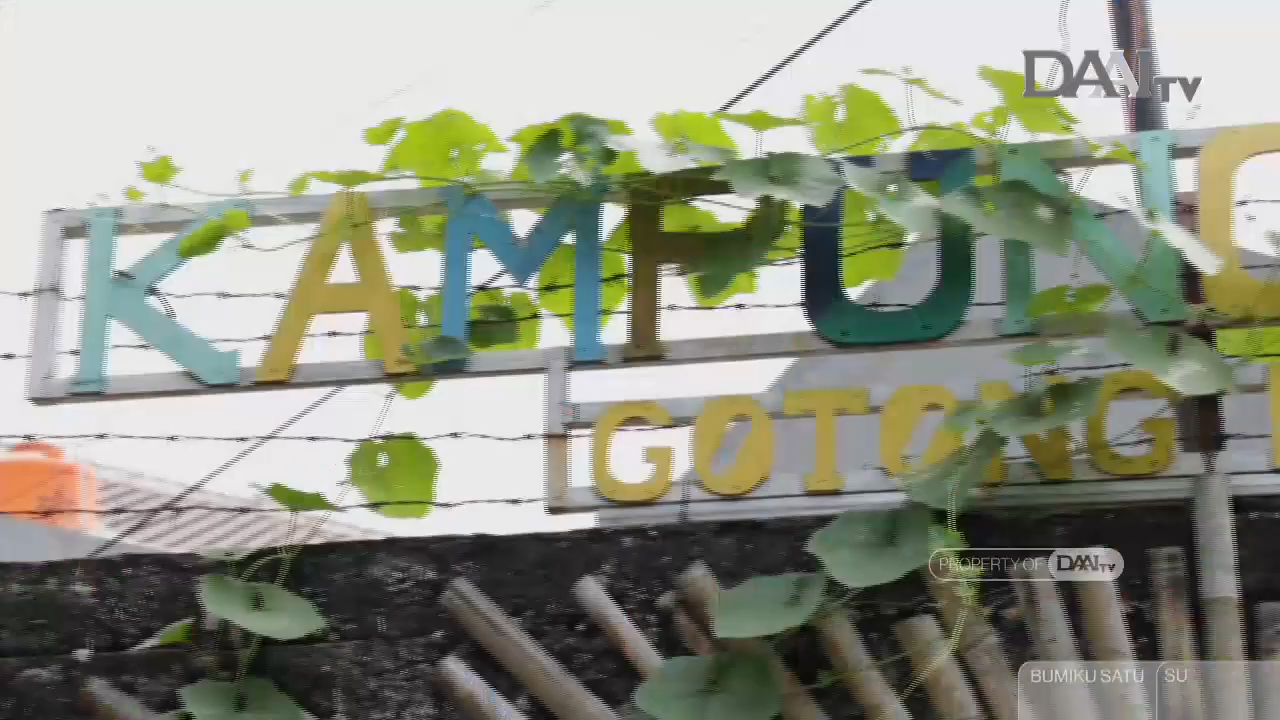 DAAI TV
KAMPUNG
GOTONG
PROPERTY OF DAAI TV
BUMIKU SATU
SU